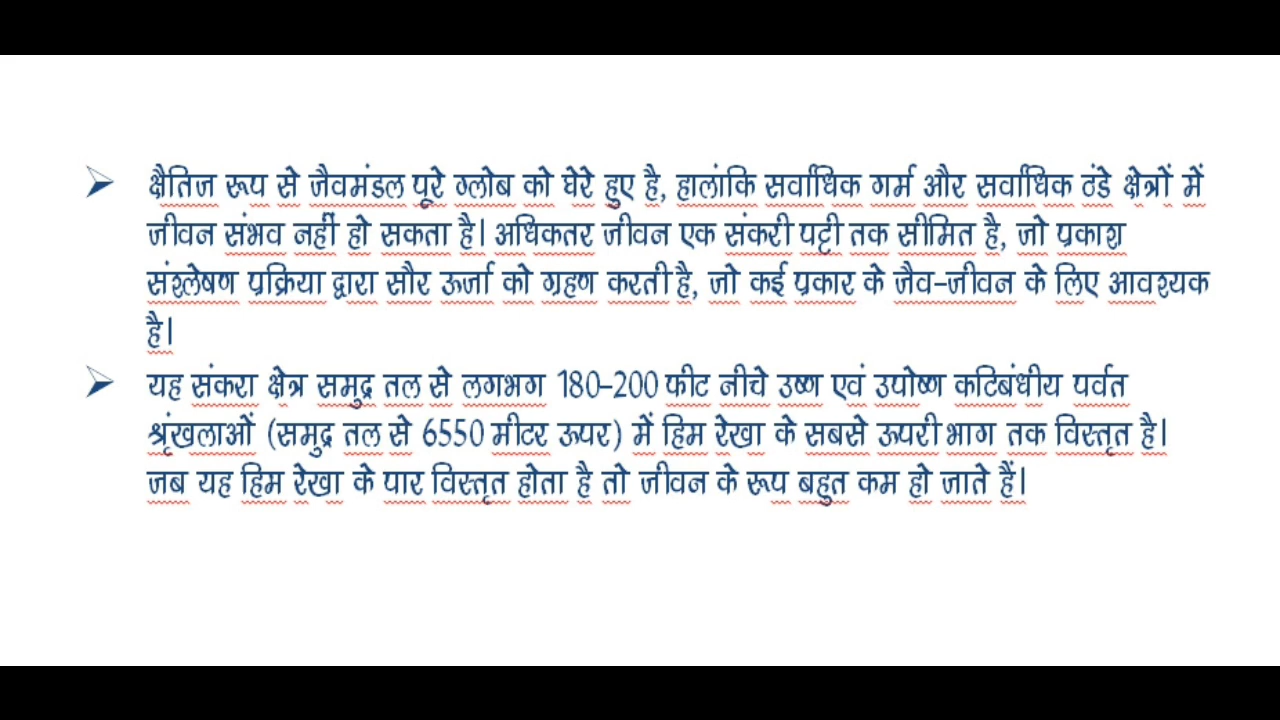 क्षैतिज रूप से जैवमंडल पूरे ग्लोब को घेरे हुए है, हालांकि सर्वाधिक गर्म और सर्वाधिक ठंडे क्षेत्रों में
जीवन संभव नहीं हो सकता है। अधिकतर जीवन एक संकरी पट्टी तक सीमित है, जो प्रकाश
संश्लेषण प्रक्रिया द्वारा सौर ऊर्जा को ग्रहण करती है, जो कई प्रकार के जैव-जीवन के लिए आवश्यक
है।
यह संकरा क्षेत्र समुद्र तल से लगभग 180-200 फीट नीचे उष्ण एवं उपोष्ण कटिबंधीय पर्वत
श्रृंखलाओं (समुद्र तल से 6550 मीटर ऊपर) में हिम रेखा के सबसे ऊपरी भाग तक विस्तृत है।
जब यह हिम रेखा के पार विस्तृत होता है तो जीवन के रूप बहुत कम हो जाते हैं।